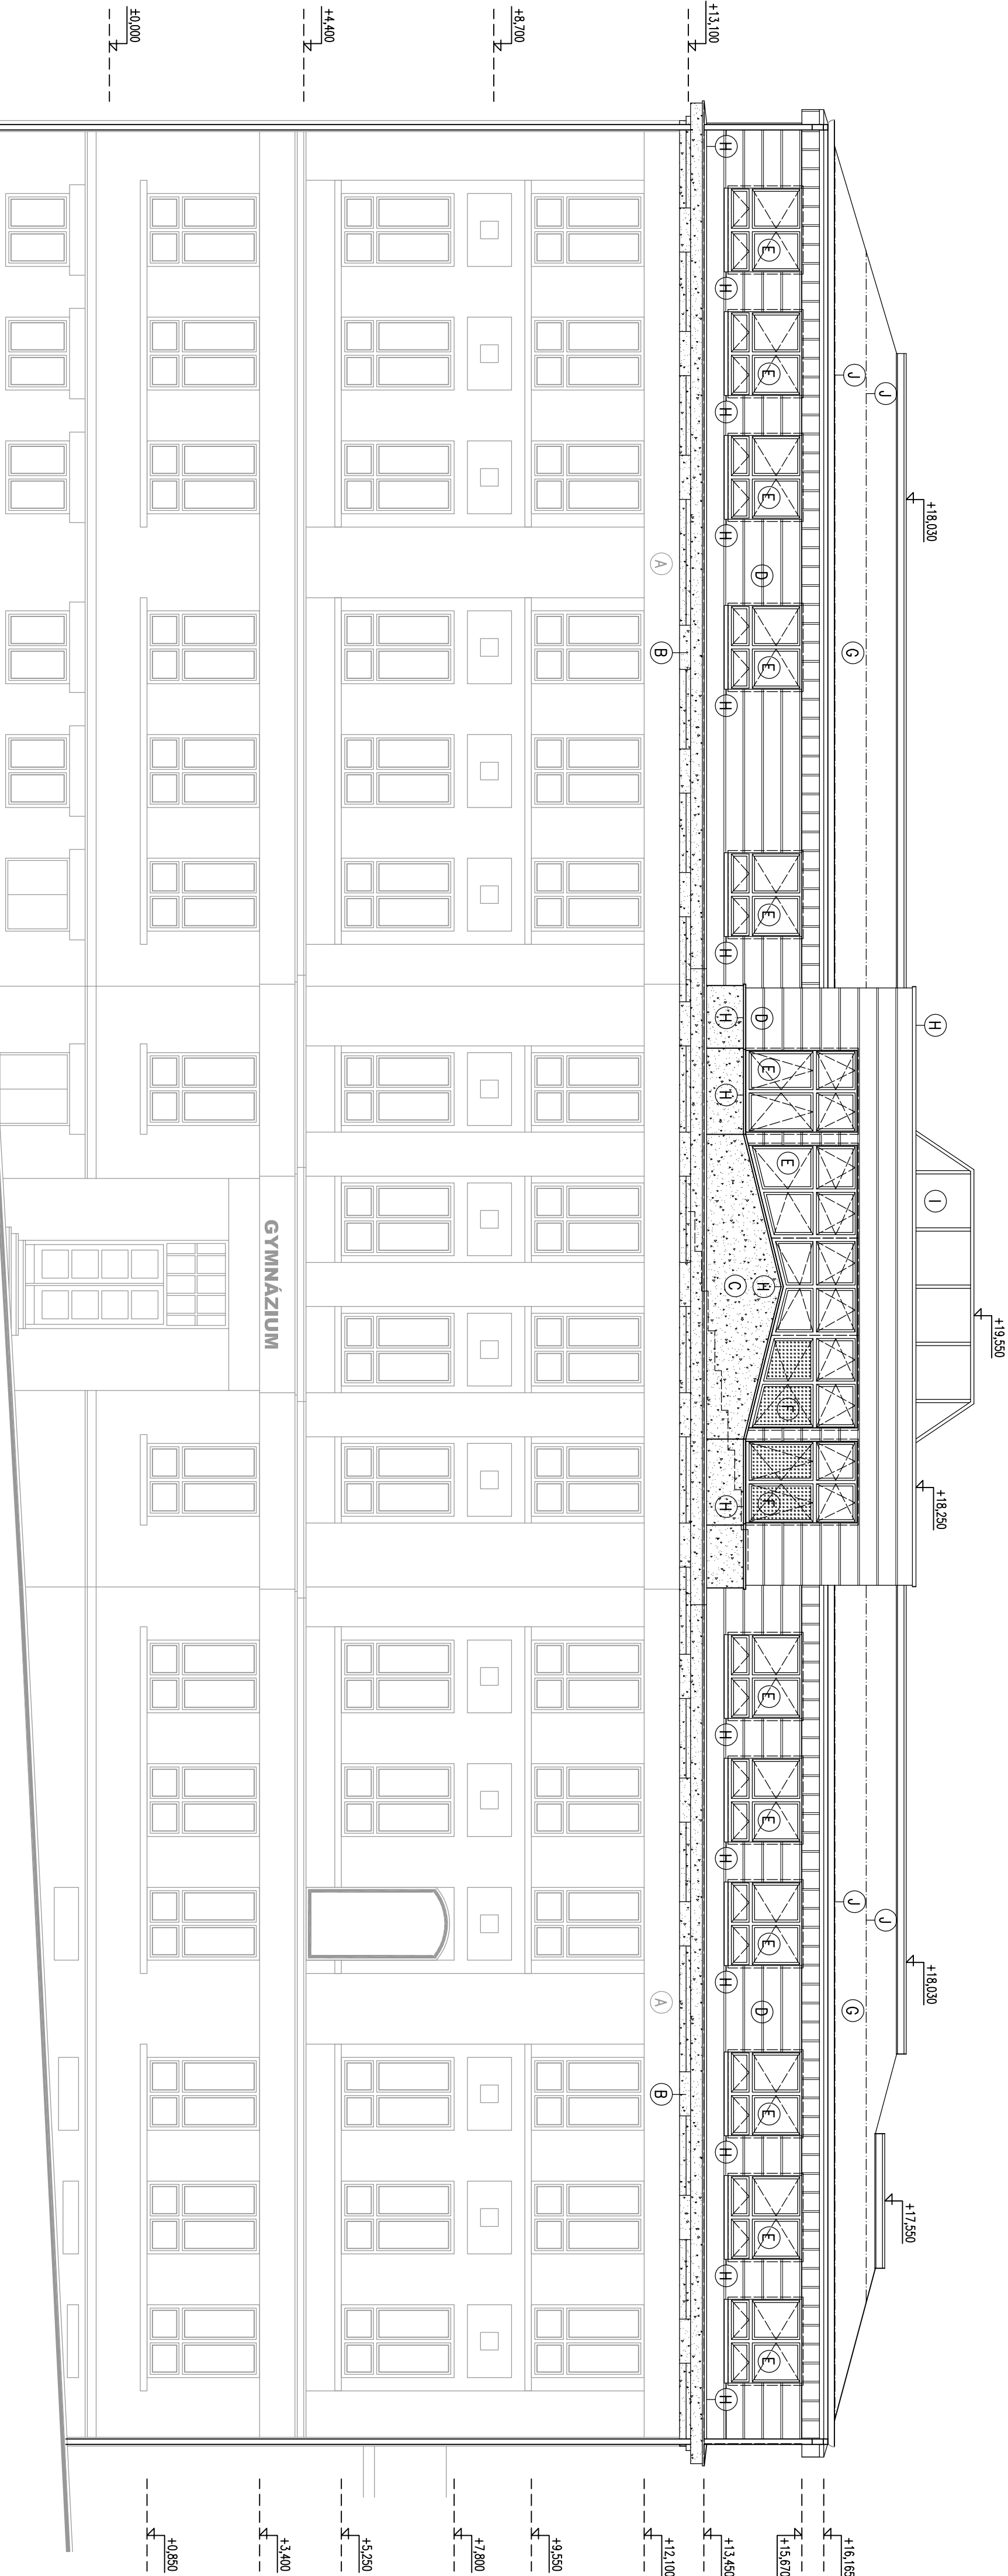 +19,550
H I +18,250
+18,030 +18,030 +17,550
J J
J G J G
+16,165
+15,670
E F
E E E D E E D E F E E E D E E E
H
H H H H H H H H C H H H H H H H
+13,100 +13,450
A B A B
+12,100
+9,550
+8,700
+7,800
+5,250
+4,400
+3,400
GYMNÁZIUM
+0,850
±0,000